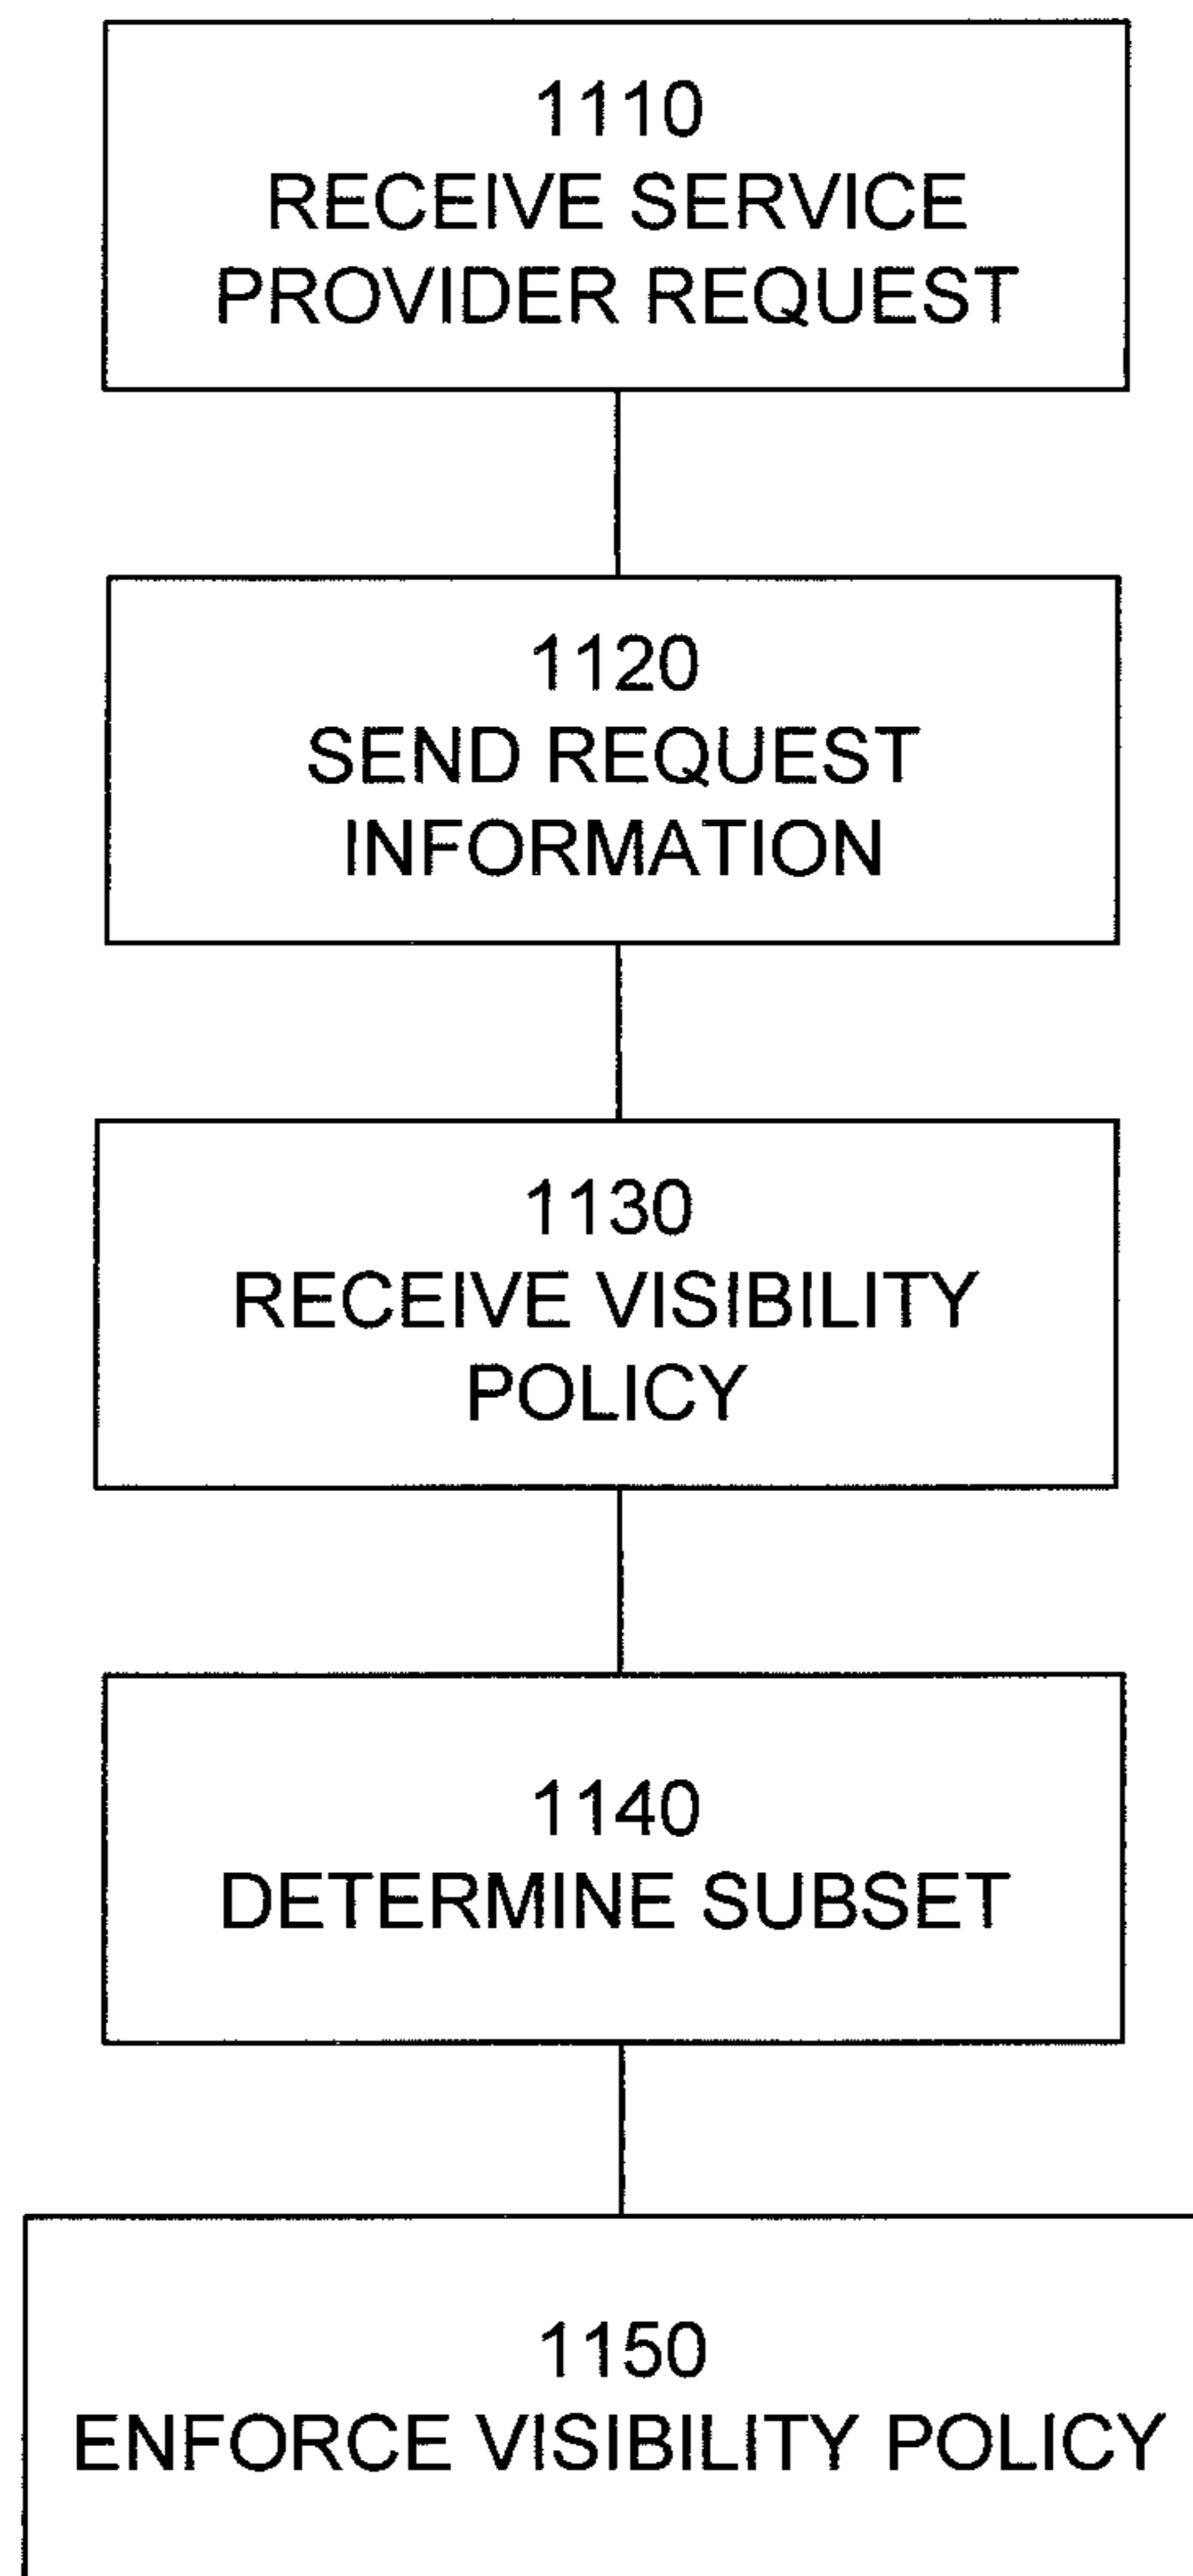 1110
RECEIVE SERVICE
PROVIDER REQUEST
1120
SEND REQUEST
INFORMATION
1130
RECEIVE VISIBILITY
POLICY
1140
DETERMINE SUBSET
1150
ENFORCE VISIBILITY POLICY